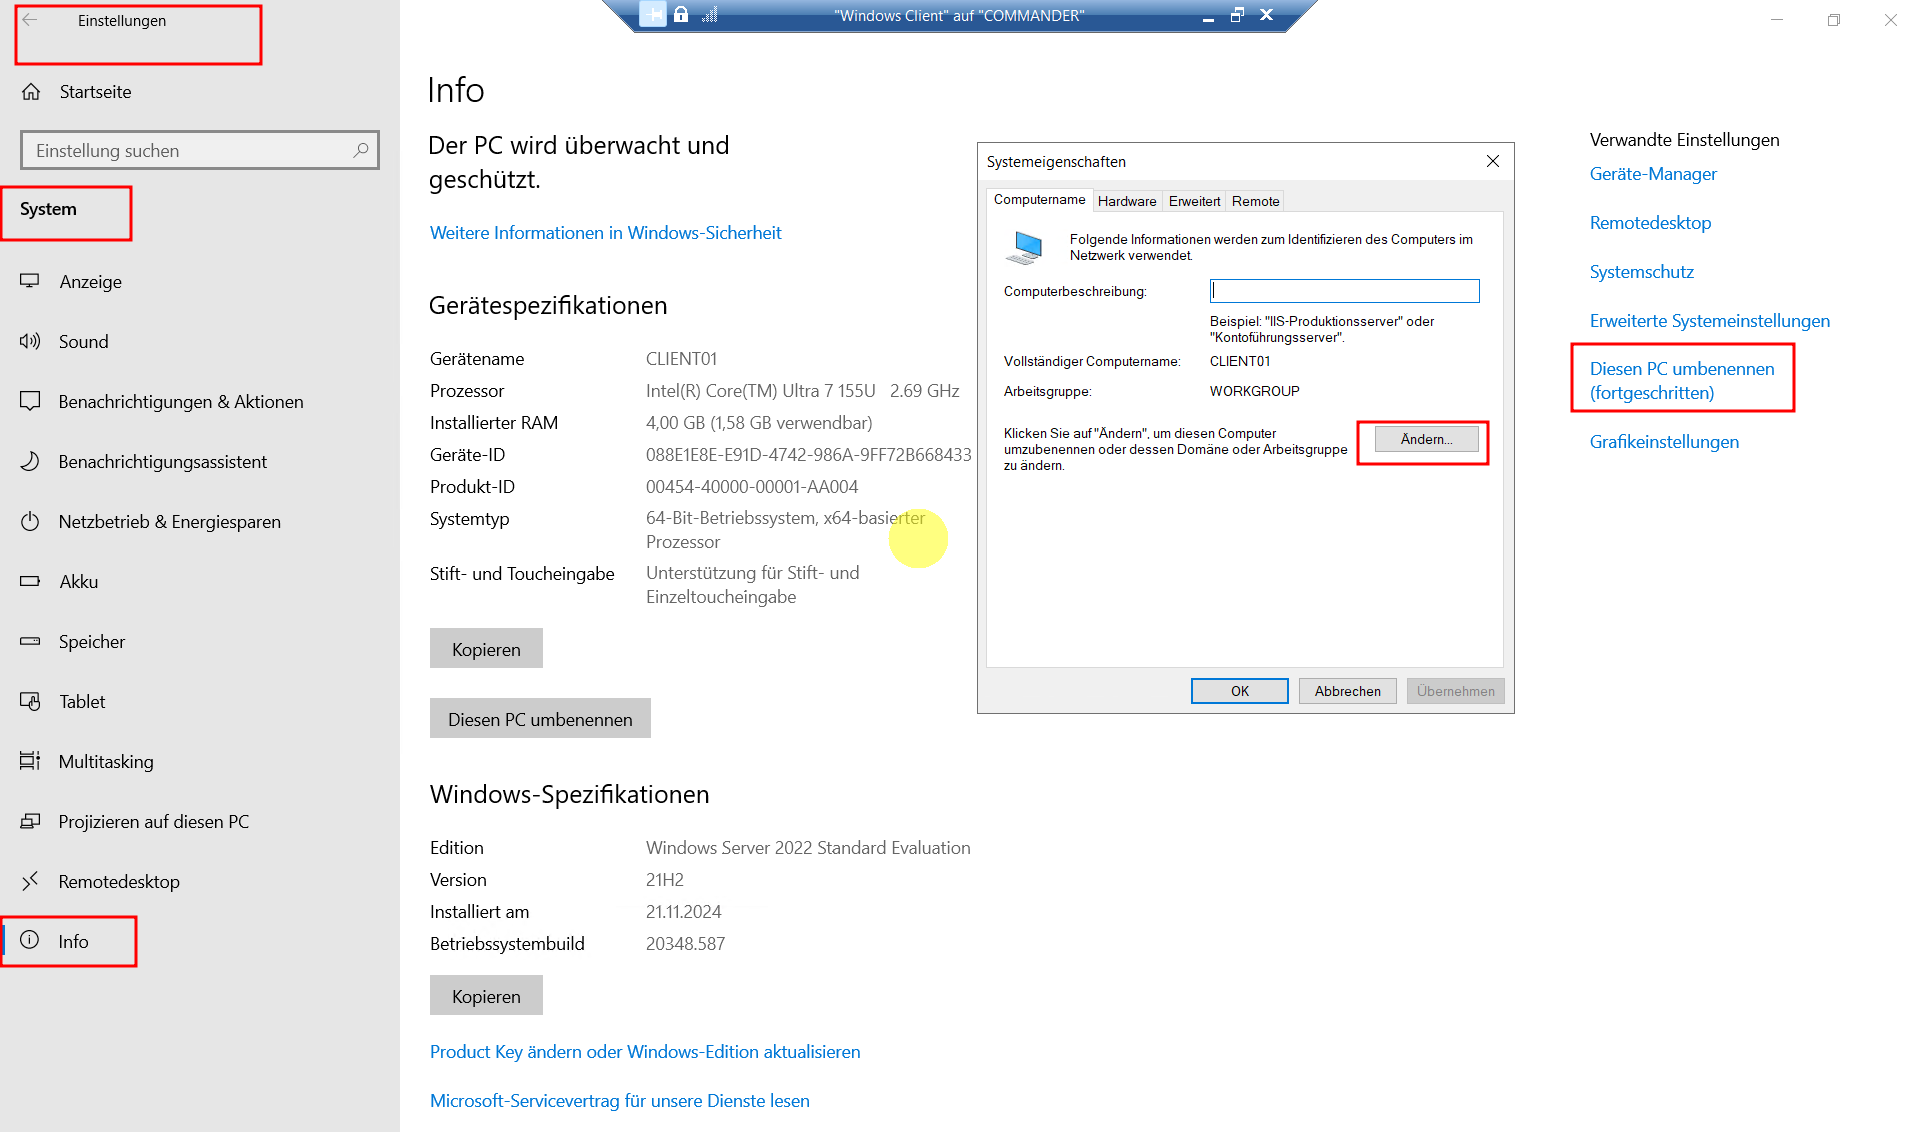 Einstellungen
"Windows Client" auf "COMMANDER"
Startseite
Einstellung suchen
System
Anzeige
Sound
Benachrichtigungen & Aktionen
Benachrichtigungsassistent
Netzbetrieb & Energiesparen
Akku
Speicher
Tablet
Multitasking
Projizieren auf diesen PC
Remotedesktop
Info
Info
Der PC wird überwacht und
geschützt.
Weitere Informationen in Windows-Sicherheit
Gerätespezifikationen
Gerätename CLIENT01
Prozessor Intel(R) Core(TM) Ultra 7 155U 2.69 GHz
Installierter RAM 4,00 GB (1,58 GB verwendbar)
Geräte-ID 088E1E8E-E91D-4742-986A-9FF72B668433
Produkt-ID 00454-40000-00001-AA004
Systemtyp 64-Bit-Betriebssystem, x64-basierter
Prozessor
Stift- und Toucheingabe Unterstützung für Stift- und
Einzeltoucheingabe
Kopieren
Diesen PC umbenennen
Windows-Spezifikationen
Edition Windows Server 2022 Standard Evaluation
Version 21H2
Installiert am 21.11.2024
Betriebssystembuild 20348.587
Kopieren
Product Key ändern oder Windows-Edition aktualisieren
Microsoft-Servicevertrag für unsere Dienste lesen
Systemeigenschaften
Computername Hardware Erweitert Remote
Folgende Informationen werden zum Identifizieren des Computers im
Netzwerk verwendet.
Computerbeschreibung:
Beispiel: "IIS-Produktionsserver" oder
"Kontoführungsserver".
Vollständiger Computername: CLIENT01
Arbeitsgruppe: WORKGROUP
Klicken Sie auf "Ändern", um diesen Computer
umzubenennen oder dessen Domäne oder Arbeitsgruppe
zu ändern.
Ändern...
OK Abbrechen Übernehmen
Verwandte Einstellungen
Geräte-Manager
Remotedesktop
Systemschutz
Erweiterte Systemeinstellungen
Diesen PC umbenennen
(fortgeschritten)
Grafikeinstellungen